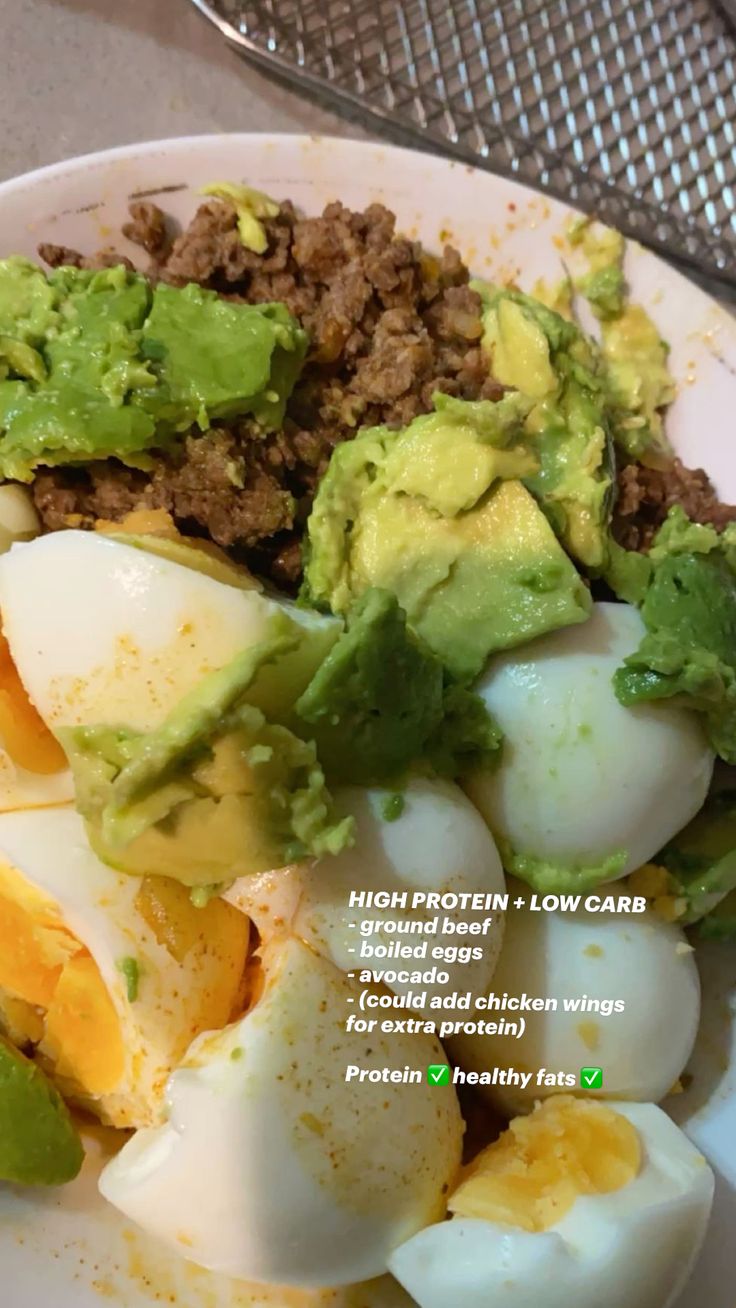 HIGH PROTEIN + LOW CARB
- ground beef
- boiled eggs
- avocado
- (could add chicken wings
for extra protein)
Protein ✅ healthy fats ✅